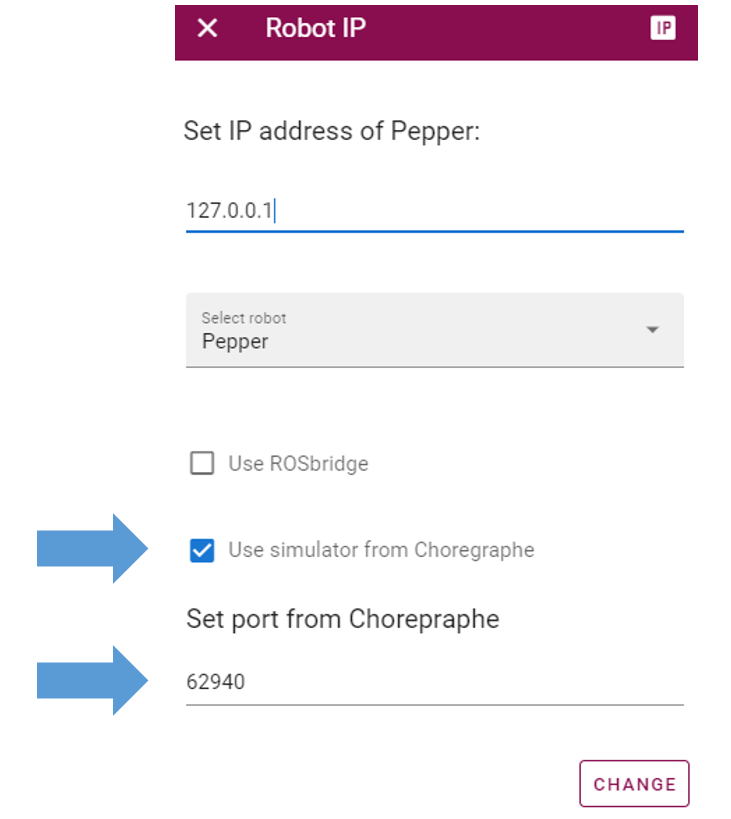 Robot IP
IP
Set IP address of Pepper:
127.0.0.1
Select robot
Pepper
Use ROSbridge
Use simulator from Choregraphe
Set port from Chorepraphe
62940
CHANGE